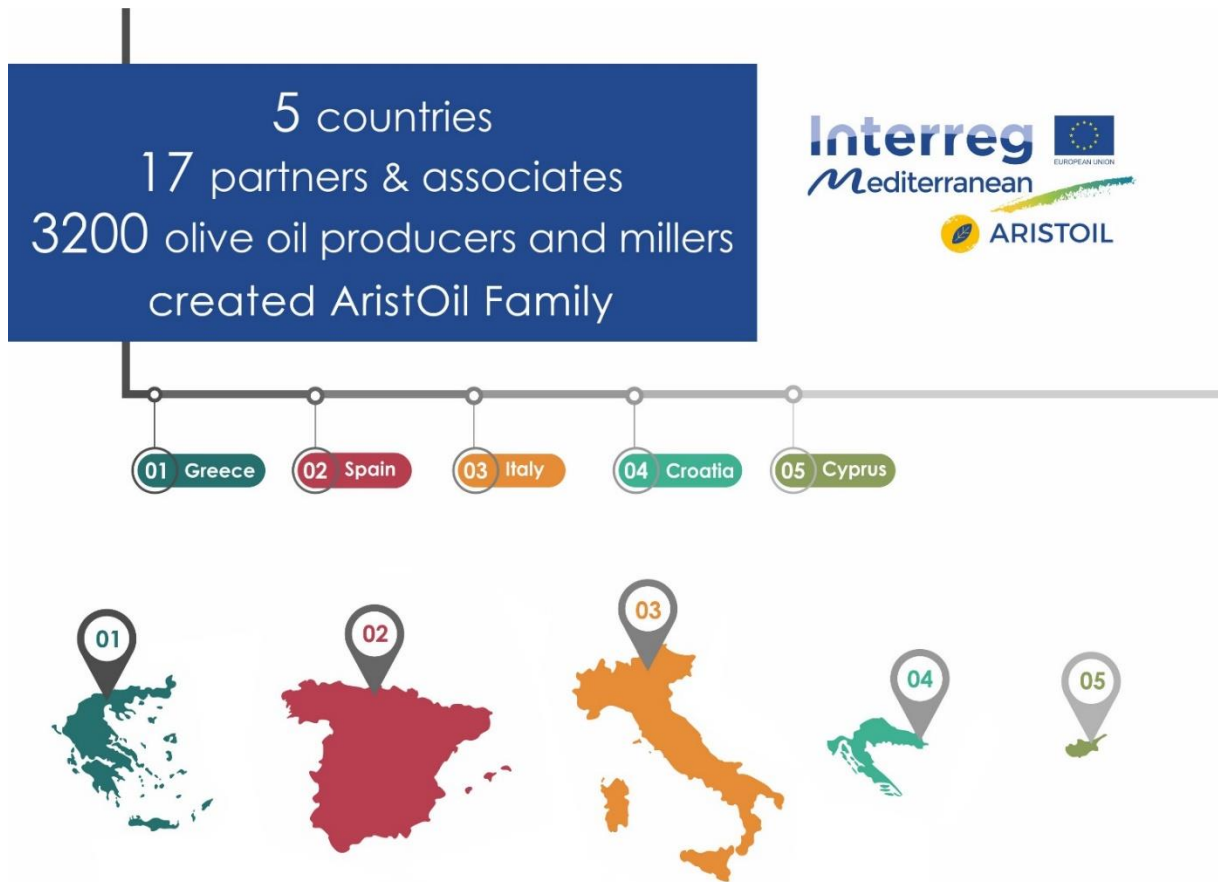 5 countries
17 partners & associates
3200 olive oil producers and millers
created AristOil Family
Interreg
EUROPEAN UNION
Mediterranean
ARISTOIL
01 Greece
02 Spain
03 Italy
04 Croatia
05 Cyprus
01
02
03
04
05